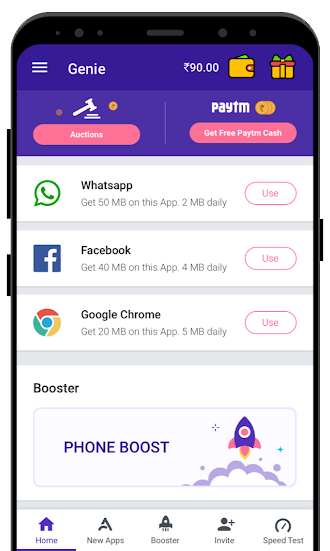 Genie
₹90.00
Paytm
Auctions
Get Free Paytm Cash
Whatsapp
Get 50 MB on this App. 2 MB daily
Use
Facebook
Get 40 MB on this App. 4 MB daily
Use
Google Chrome
Get 20 MB on this App. 5 MB daily
Use
Booster
PHONE BOOST
Home
New Apps
Booster
Invite
Speed Test